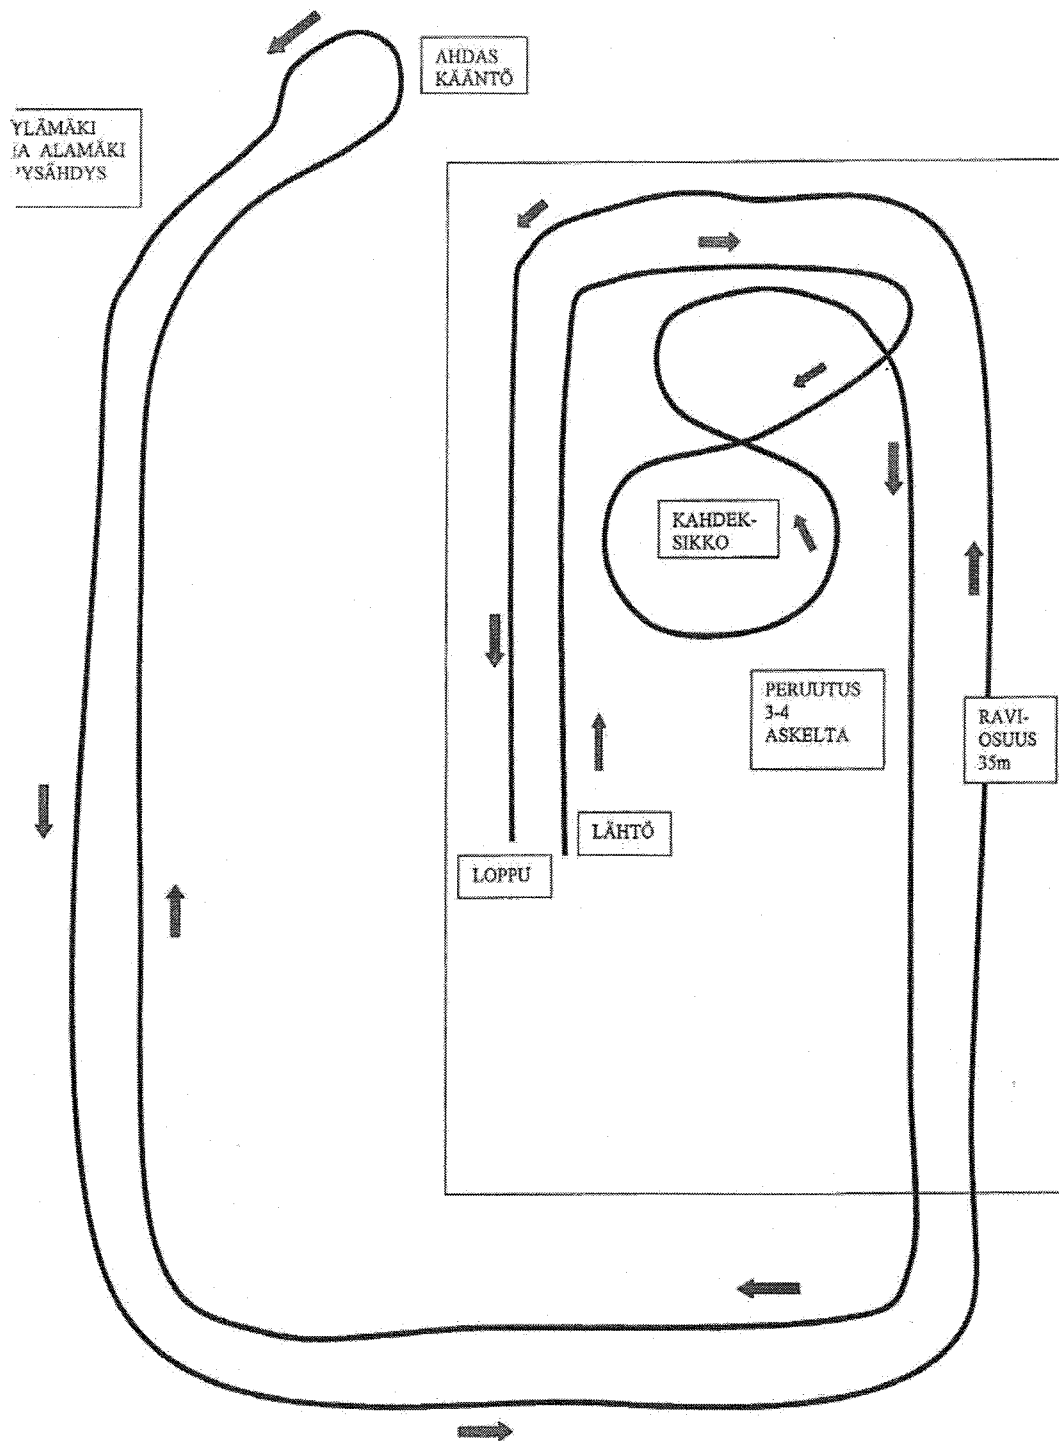 AHDAS
KÄÄNTÖ
YLÄMÄKI
JA ALAMÄKI
PYSÄHDYS
KAHDEK-
SIKKO
PERUUTUS
3-4
ASKELTA
RAVI-
OSUUS
35m
LÄHTÖ
LOPPU